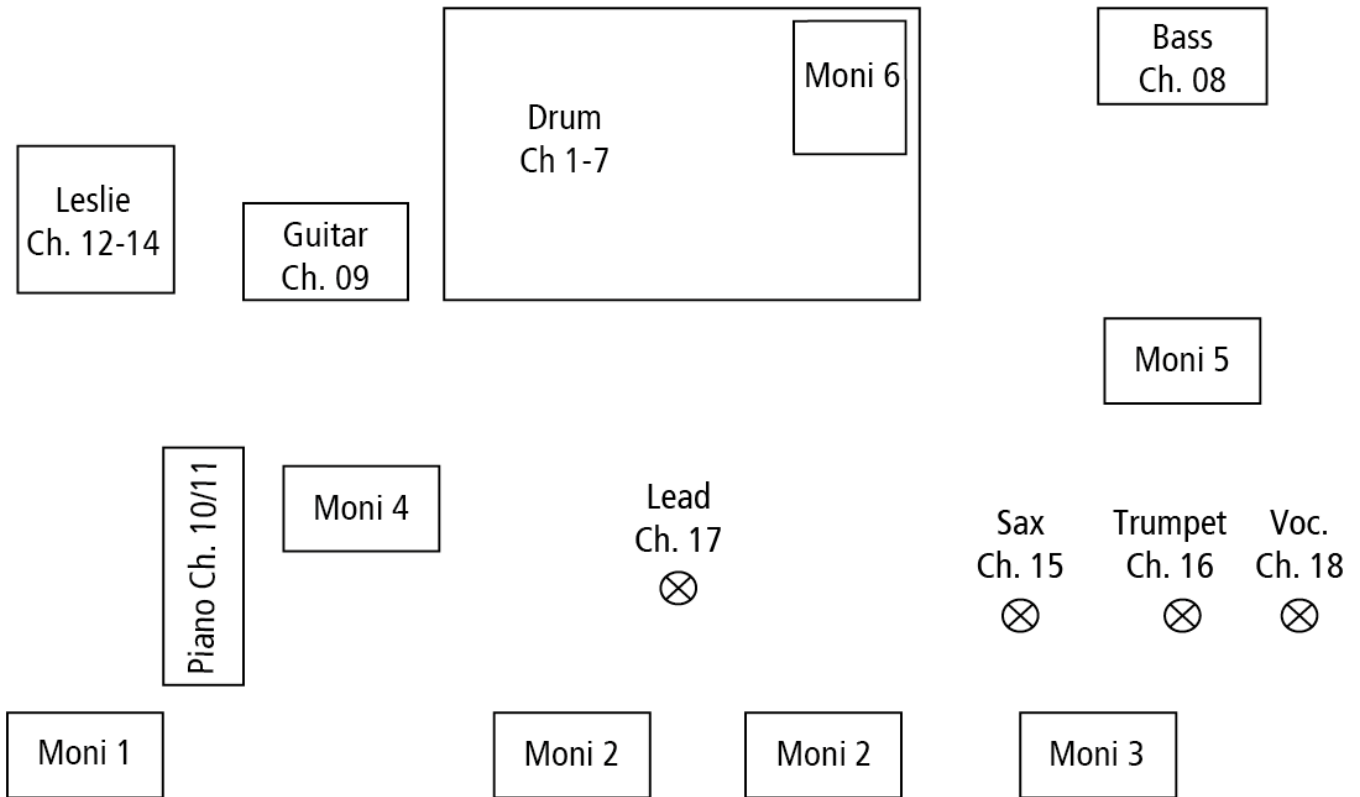 Bass
Ch. 08
Moni 6
Drum
Ch 1-7
Leslie
Ch. 12-14
Guitar
Ch. 09
Moni 5
Piano Ch. 10/11
Moni 4
Lead
Ch. 17
Sax
Ch. 15
Trumpet
Ch. 16
Voc.
Ch. 18
Moni 1
Moni 2
Moni 2
Moni 3